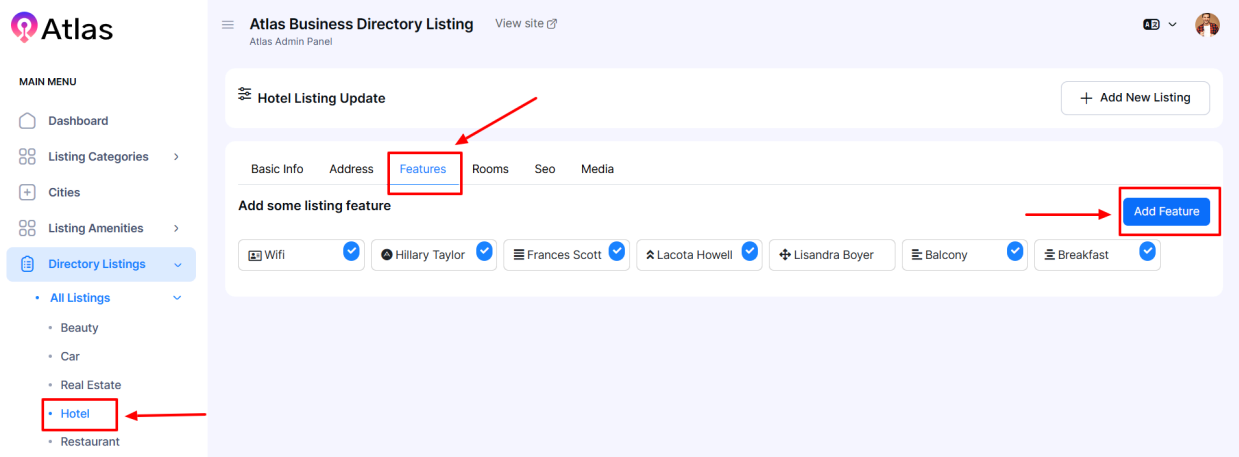 Atlas
MAIN MENU
Dashboard
Listing Categories
Cities
Listing Amenities
Directory Listings
All Listings
Beauty
Car
Real Estate
Hotel
Restaurant
Atlas Business Directory Listing View site
Atlas Admin Panel
Hotel Listing Update
+ Add New Listing
Basic Info Address Features Rooms Seo Media
Add some listing feature
Add Feature
Wifi Hillary Taylor Frances Scott Lacota Howell Lisandra Boyer Balcony Breakfast